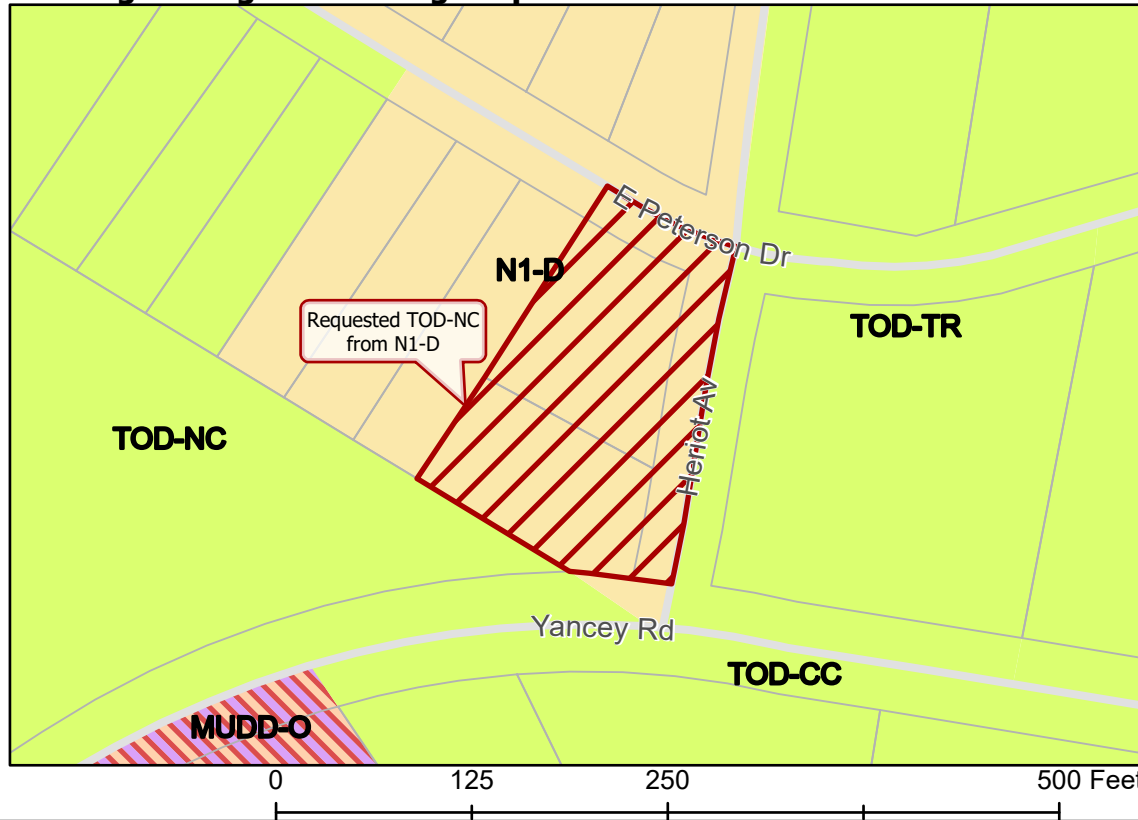 E Peterson Dr
N1-D
Requested TOD-NC
from N1-D
TOD-TR
Heriot Av
TOD-NC
Yancey Rd
TOD-CC
MUDD-O
0 125 250 500 Feet